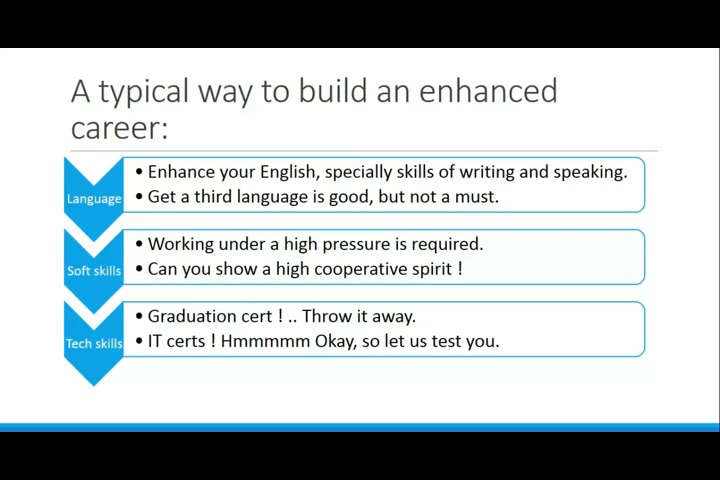 A typical way to build an enhanced
career:
Language
• Enhance your English, specially skills of writing and speaking.
• Get a third language is good, but not a must.
Soft skills
• Working under a high pressure is required.
• Can you show a high cooperative spirit !
Tech skills
• Graduation cert ! .. Throw it away.
• IT certs ! Hmmmmm Okay, so let us test you.